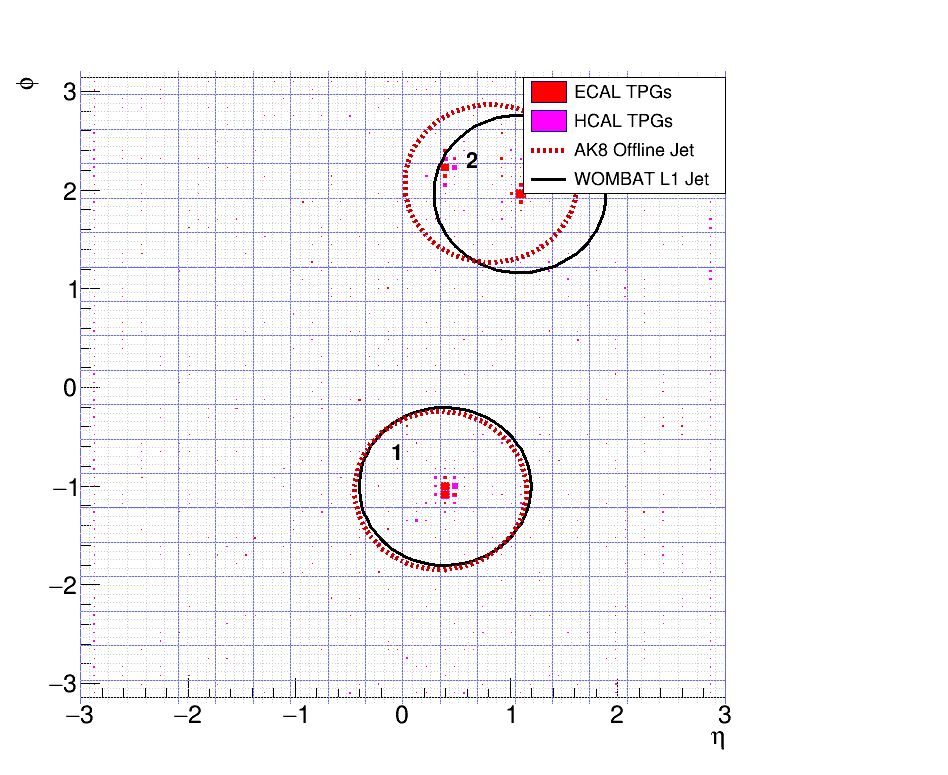 φ
3
2
1
0
−1
−2
−3
ECAL TPGs
HCAL TPGs
AK8 Offline Jet
WOMBAT L1 Jet
2
1
−3 −2 −1 0 1 2 3
η